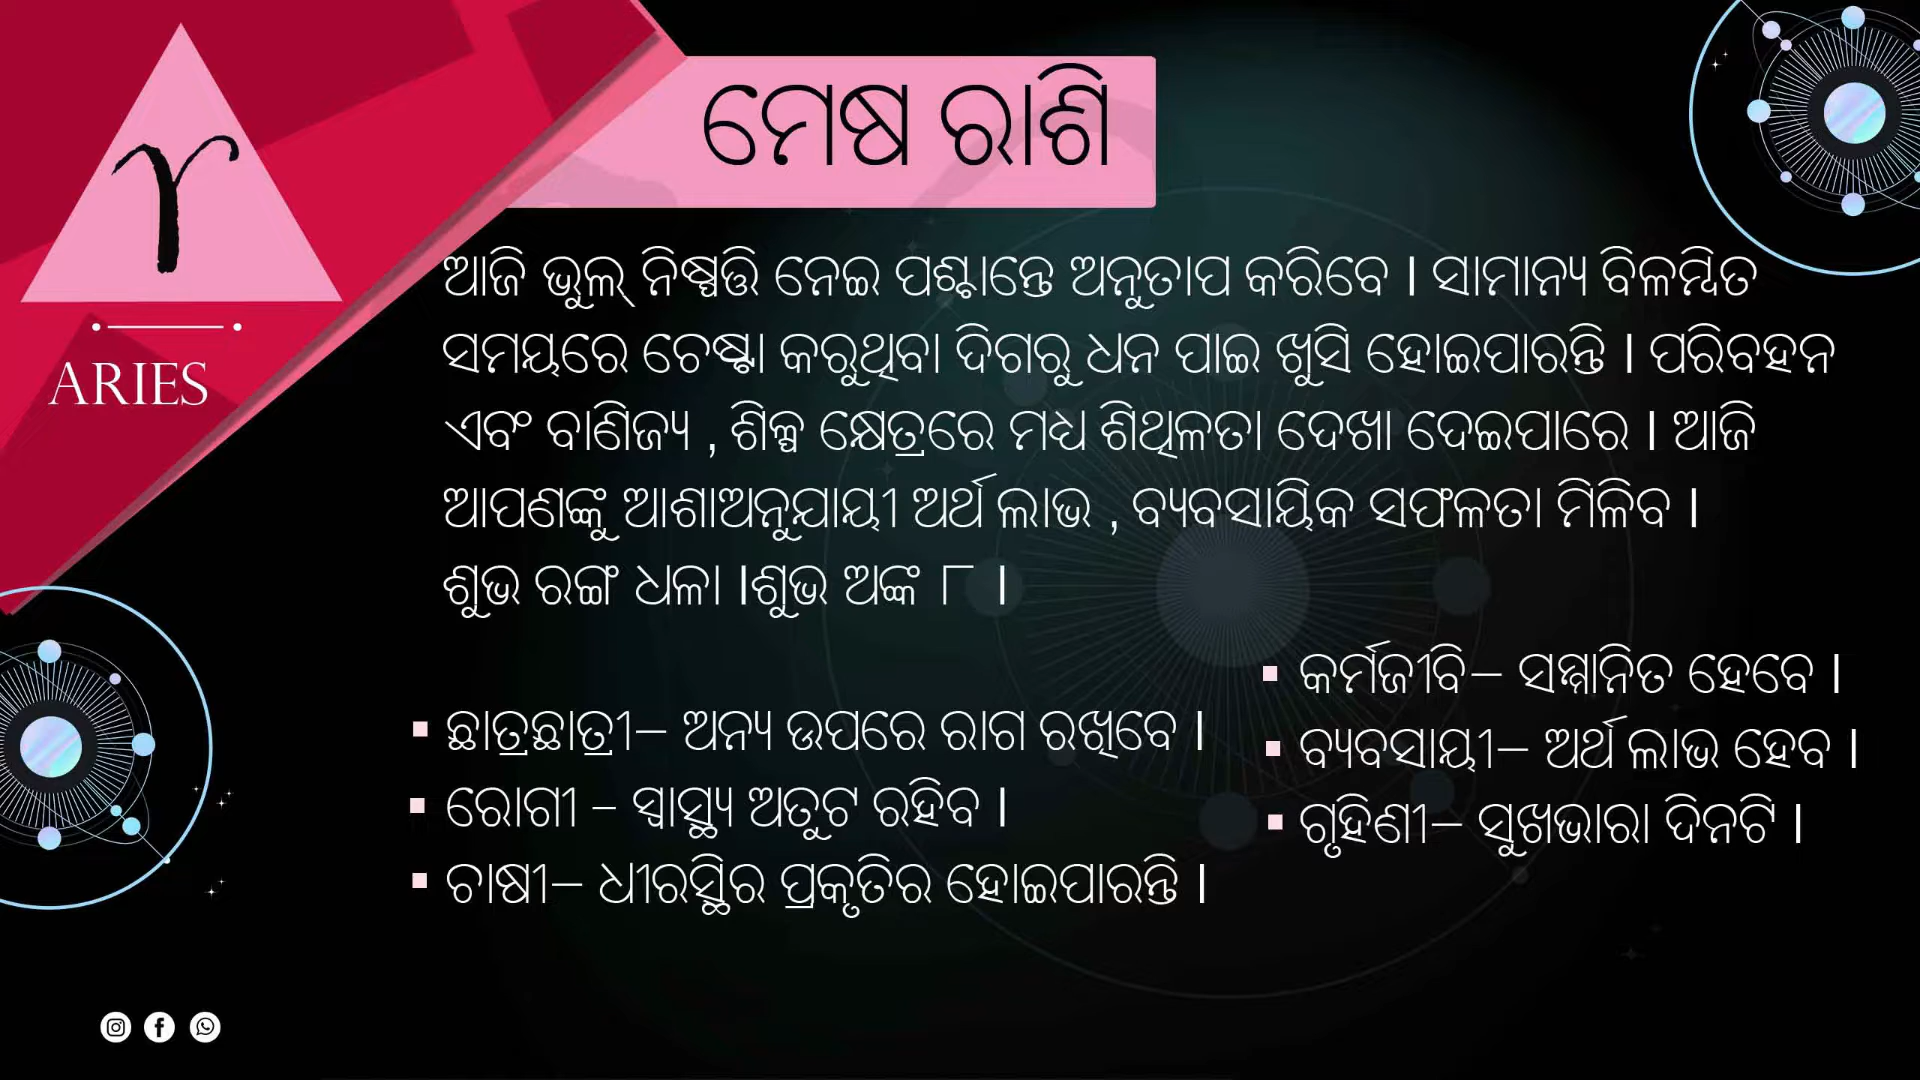 ମେଷ ରାଶି
ARIES
ଆଜି ଭୁଲ୍ ନିଷ୍ପତ୍ତି ନେଇ ପଶ୍ଚାନ୍ତେ ଅନୁତାପ କରିବେ । ସାମାନ୍ୟ ବିଳମ୍ବିତ
ସମୟରେ ଚେଷ୍ଟା କରୁଥିବା ଦିଗରୁ ଧନ ପାଇ ଖୁସି ହୋଇପାରନ୍ତି । ପରିବହନ
ଏବଂ ବାଣିଜ୍ୟ , ଶିଳ୍ପ କ୍ଷେତ୍ରରେ ମଧ୍ୟ ଶିଥିଳତା ଦେଖା ଦେଇପାରେ । ଆଜି
ଆପଣଙ୍କୁ ଆଶାଅନୁଯାୟୀ ଅର୍ଥ ଲାଭ , ବ୍ୟବସାୟିକ ସଫଳତା ମିଳିବ ।
ଶୁଭ ରଙ୍ଗ ଧଳା ।ଶୁଭ ଅଙ୍କ ୮ ।
▪ ଛାତ୍ରଛାତ୍ରୀ– ଅନ୍ୟ ଉପରେ ରାଗ ରଖିବେ ।
▪ ରୋଗୀ – ସ୍ୱାସ୍ଥ୍ୟ ଅତୁଟ ରହିବ ।
▪ ଚାଷୀ– ଧୀରସ୍ଥିର ପ୍ରକୃତିର ହୋଇପାରନ୍ତି ।
▪ କର୍ମଜୀବି– ସମ୍ମାନିତ ହେବେ ।
▪ ବ୍ୟବସାୟୀ– ଅର୍ଥ ଲାଭ ହେବ ।
▪ ଗୃହିଣୀ– ସୁଖଭାରା ଦିନଟି ।